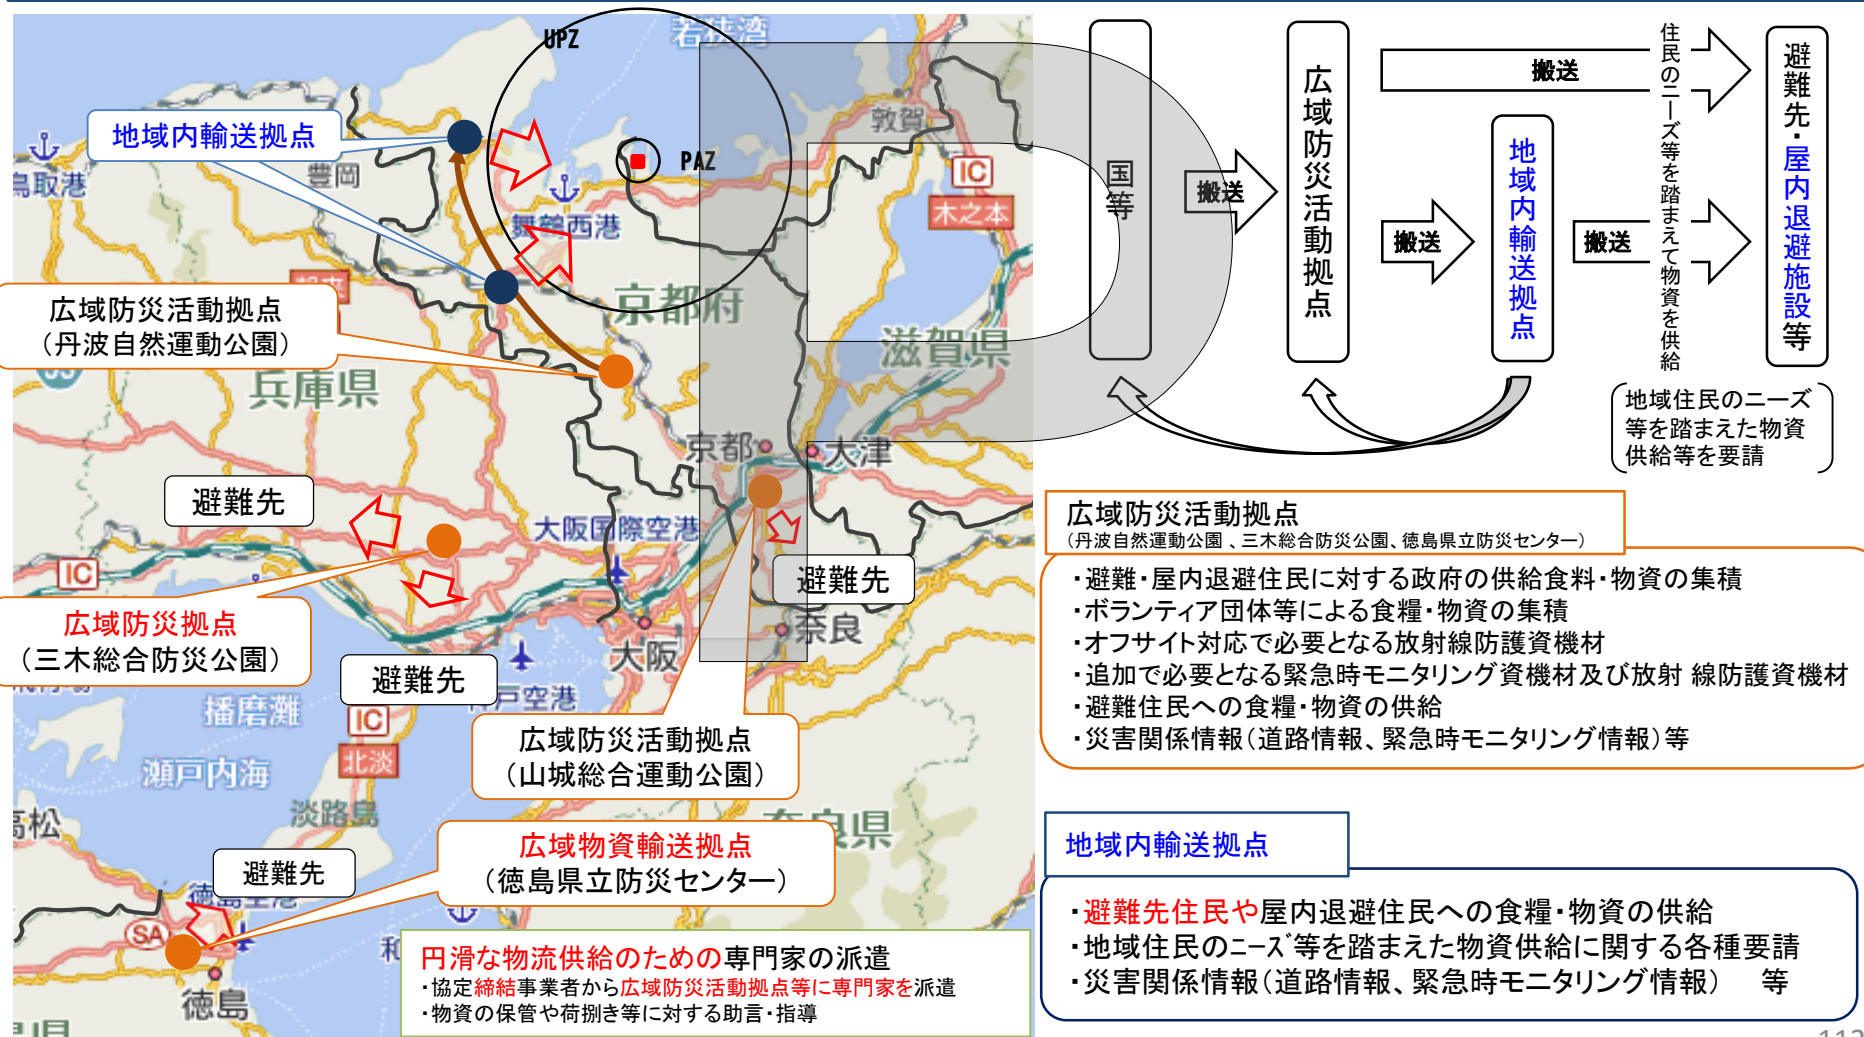 UPZ
若狭湾
敦賀
PAZ
地域内輸送拠点
豊岡
鳥取港
舞鶴西港
IC
木之本
京都府
滋賀県
広域防災活動拠点
（丹波自然運動公園）
兵庫県
京都
大津
避難先
大阪国際空港
IC
避難先
広域防災拠点
（三木総合防災公園）
奈良
大阪
避難先
戸空港
播磨灘
IC
北淡
瀬戸内海
淡路島
広域防災活動拠点
（山城総合運動公園）
高松
良県
広域物資輸送拠点
（徳島県立防災センター）
避難先
徳島空港
SA
和
徳島
県
円滑な物流供給のための専門家の派遣
・協定締結事業者から広域防災活動拠点等に専門家を派遣
・物資の保管や荷捌き等に対する助言・指導
国等
搬送
広域防災活動拠点
搬送
搬送
地域内輸送拠点
搬送
住民のニーズ等を踏まえて物資を供給
避難先・屋内退避施設等
地域住民のニーズ
等を踏まえた物資
供給等を要請
広域防災活動拠点
（丹波自然運動公園、三木総合防災公園、徳島県立防災センター）
・避難・屋内退避住民に対する政府の供給食料・物資の集積
・ボランティア団体等による食糧・物資の集積
・オフサイト対応で必要となる放射線防護資機材
・追加で必要となる緊急時モニタリング資機材及び放射 線防護資機材
・避難住民への食糧・物資の供給
・災害関係情報（道路情報、緊急時モニタリング情報）等
地域内輸送拠点
・避難先住民や屋内退避住民への食糧・物資の供給
・地域住民のニーズ等を踏まえた物資供給に関する各種要請
・災害関係情報（道路情報、緊急時モニタリング情報）　等